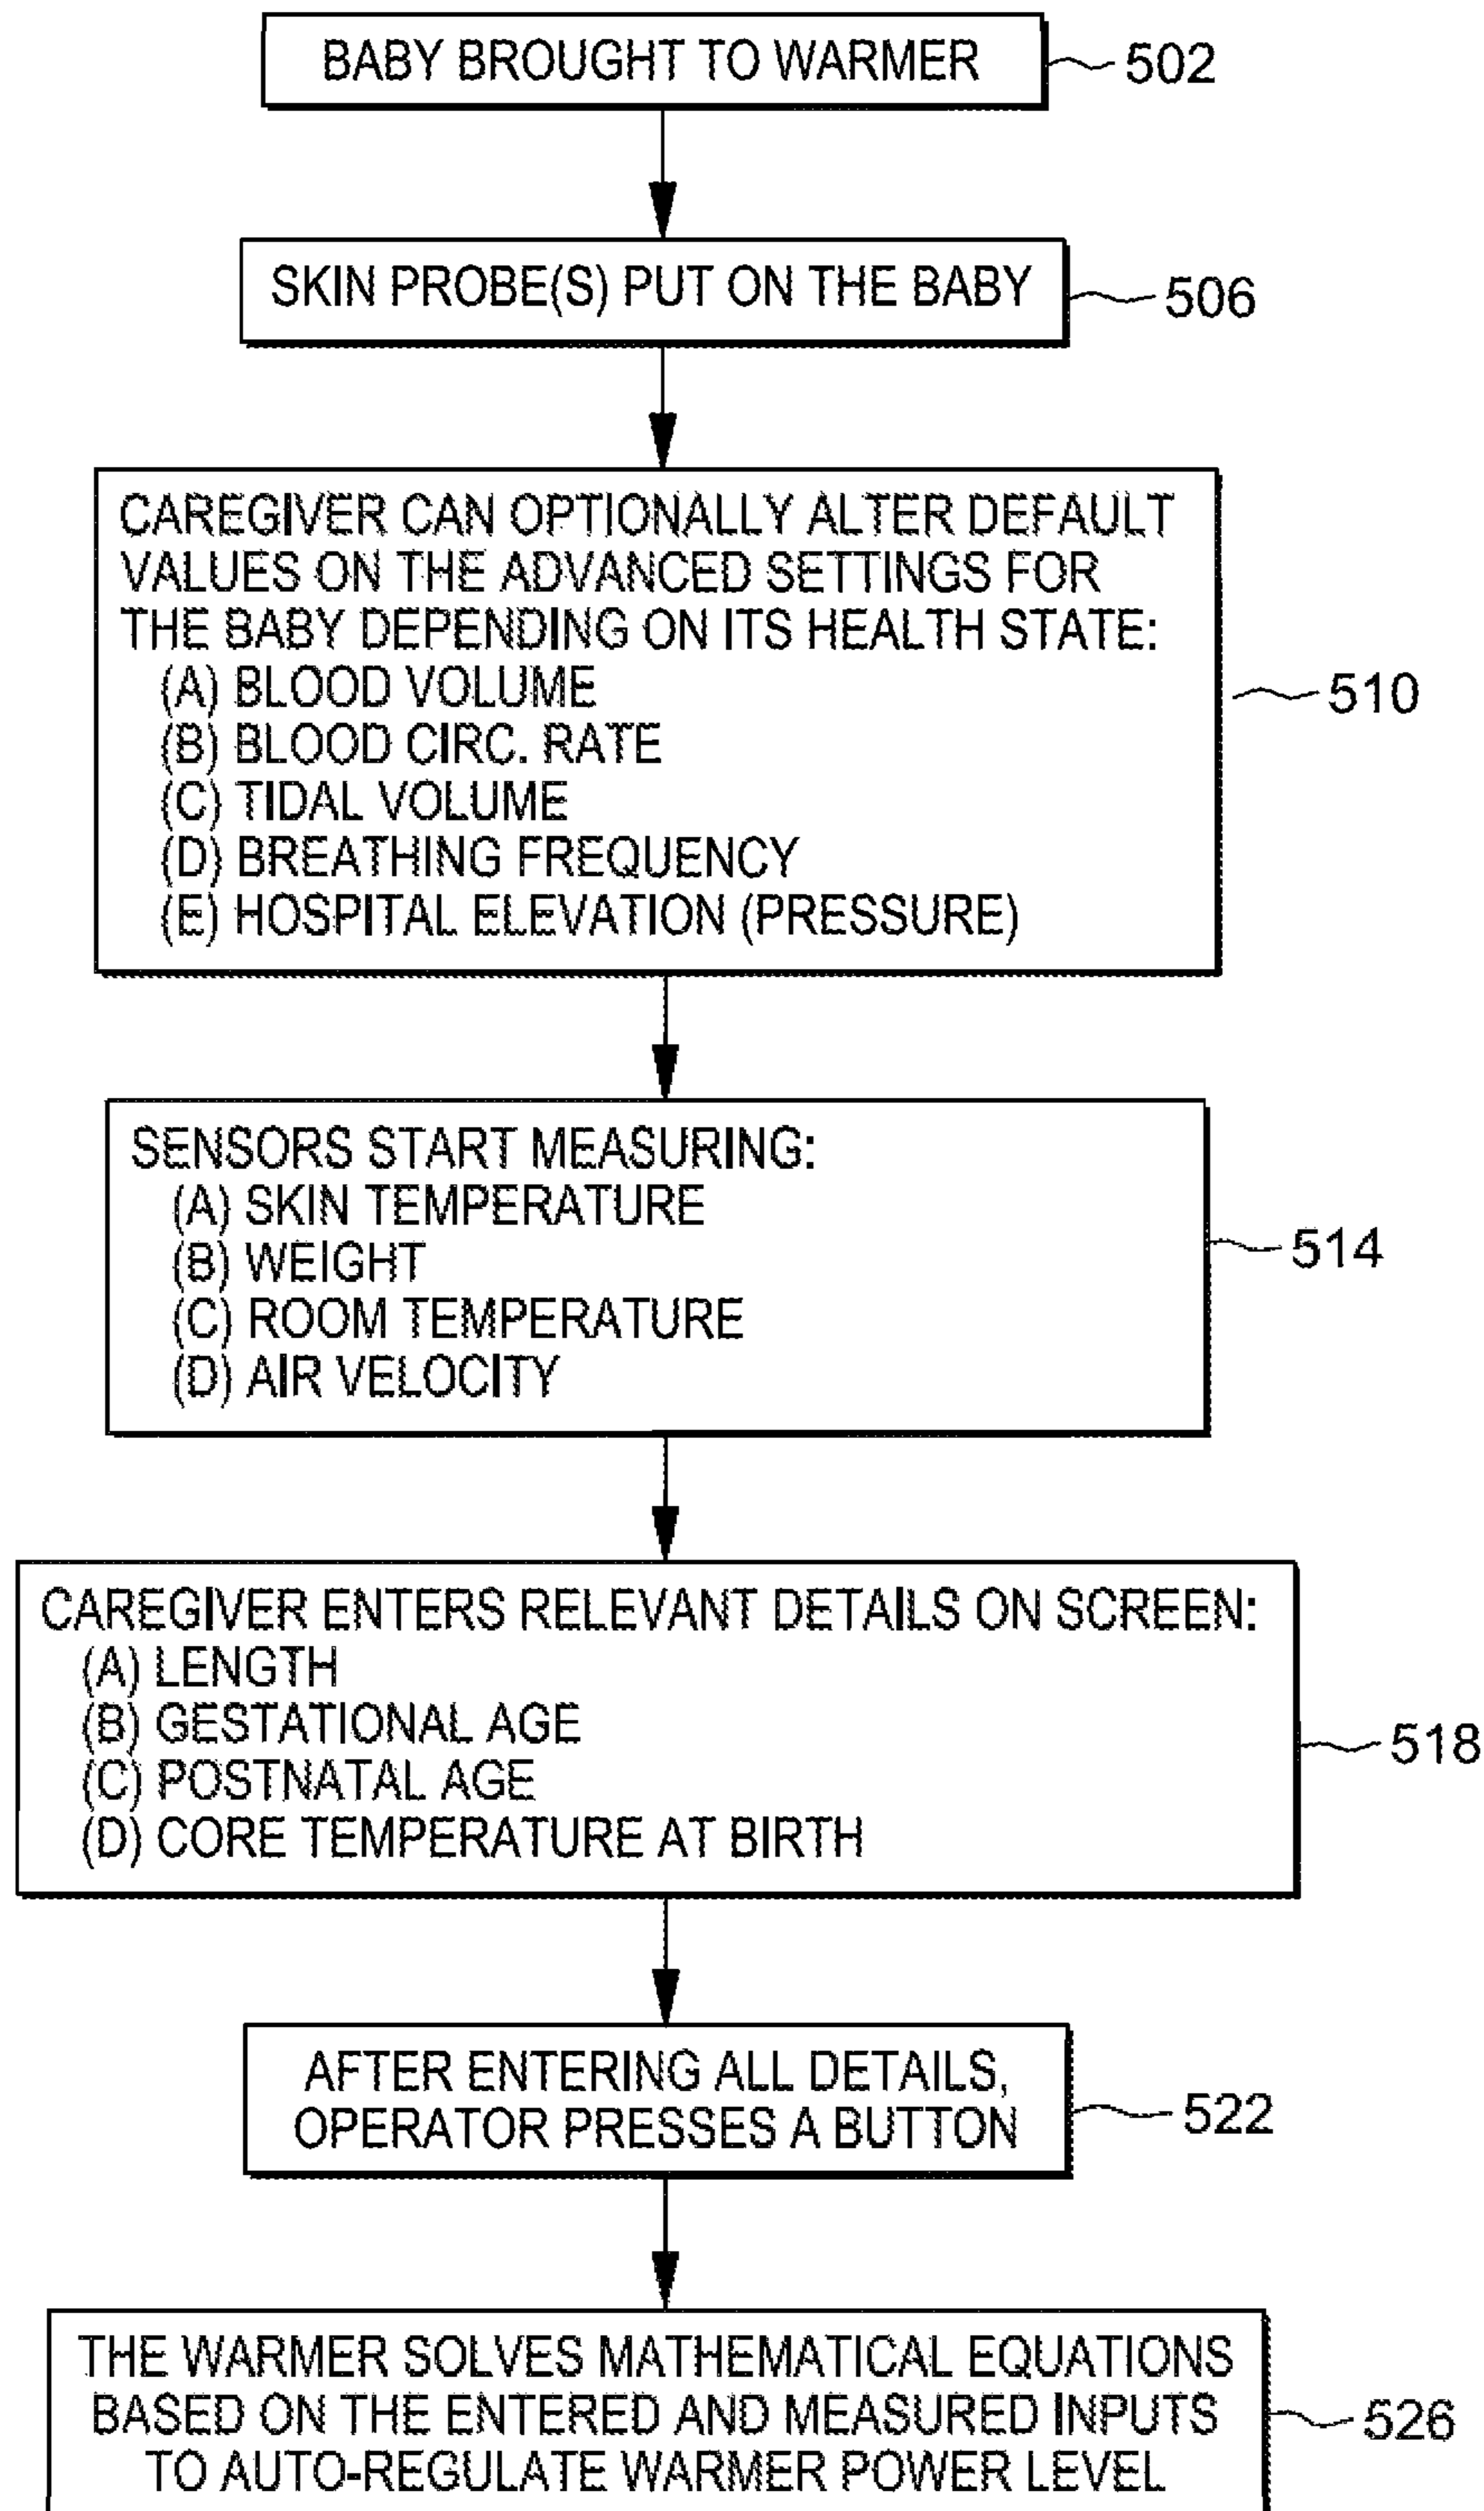 BABY BROUGHT TO WARMER
502
SKIN PROBE(S) PUT ON THE BABY
506
CAREGIVER CAN OPTIONALLY ALTER DEFAULT
VALUES ON THE ADVANCED SETTINGS FOR
THE BABY DEPENDING ON ITS HEALTH STATE:
(A) BLOOD VOLUME
(B) BLOOD CIRC. RATE
(C) TIDAL VOLUME
(D) BREATHING FREQUENCY
(E) HOSPITAL ELEVATION (PRESSURE)
510
SENSORS START MEASURING:
(A) SKIN TEMPERATURE
(B) WEIGHT
(C) ROOM TEMPERATURE
(D) AIR VELOCITY
514
CAREGIVER ENTERS RELEVANT DETAILS ON SCREEN:
(A) LENGTH
(B) GESTATIONAL AGE
(C) POSTNATAL AGE
(D) CORE TEMPERATURE AT BIRTH
518
AFTER ENTERING ALL DETAILS,
OPERATOR PRESSES A BUTTON
522
THE WARMER SOLVES MATHEMATICAL EQUATIONS
BASED ON THE ENTERED AND MEASURED INPUTS
TO AUTO-REGULATE WARMER POWER LEVEL
526